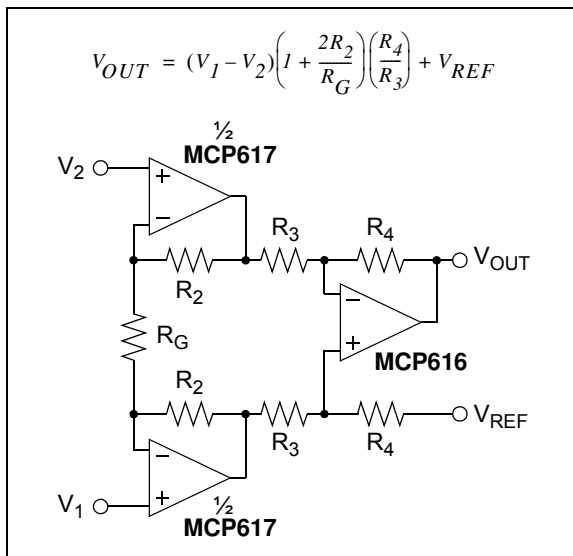 V_OUT = (V_1 – V_2)(1 + 2R_2/R_G)(R_4/R_3) + V_REF
½
MCP617
V_2
+
–
R_3
R_4
V_OUT
R_2
–
+
R_G
MCP616
R_2
R_3
R_4
V_REF
–
+
V_1
½
MCP617